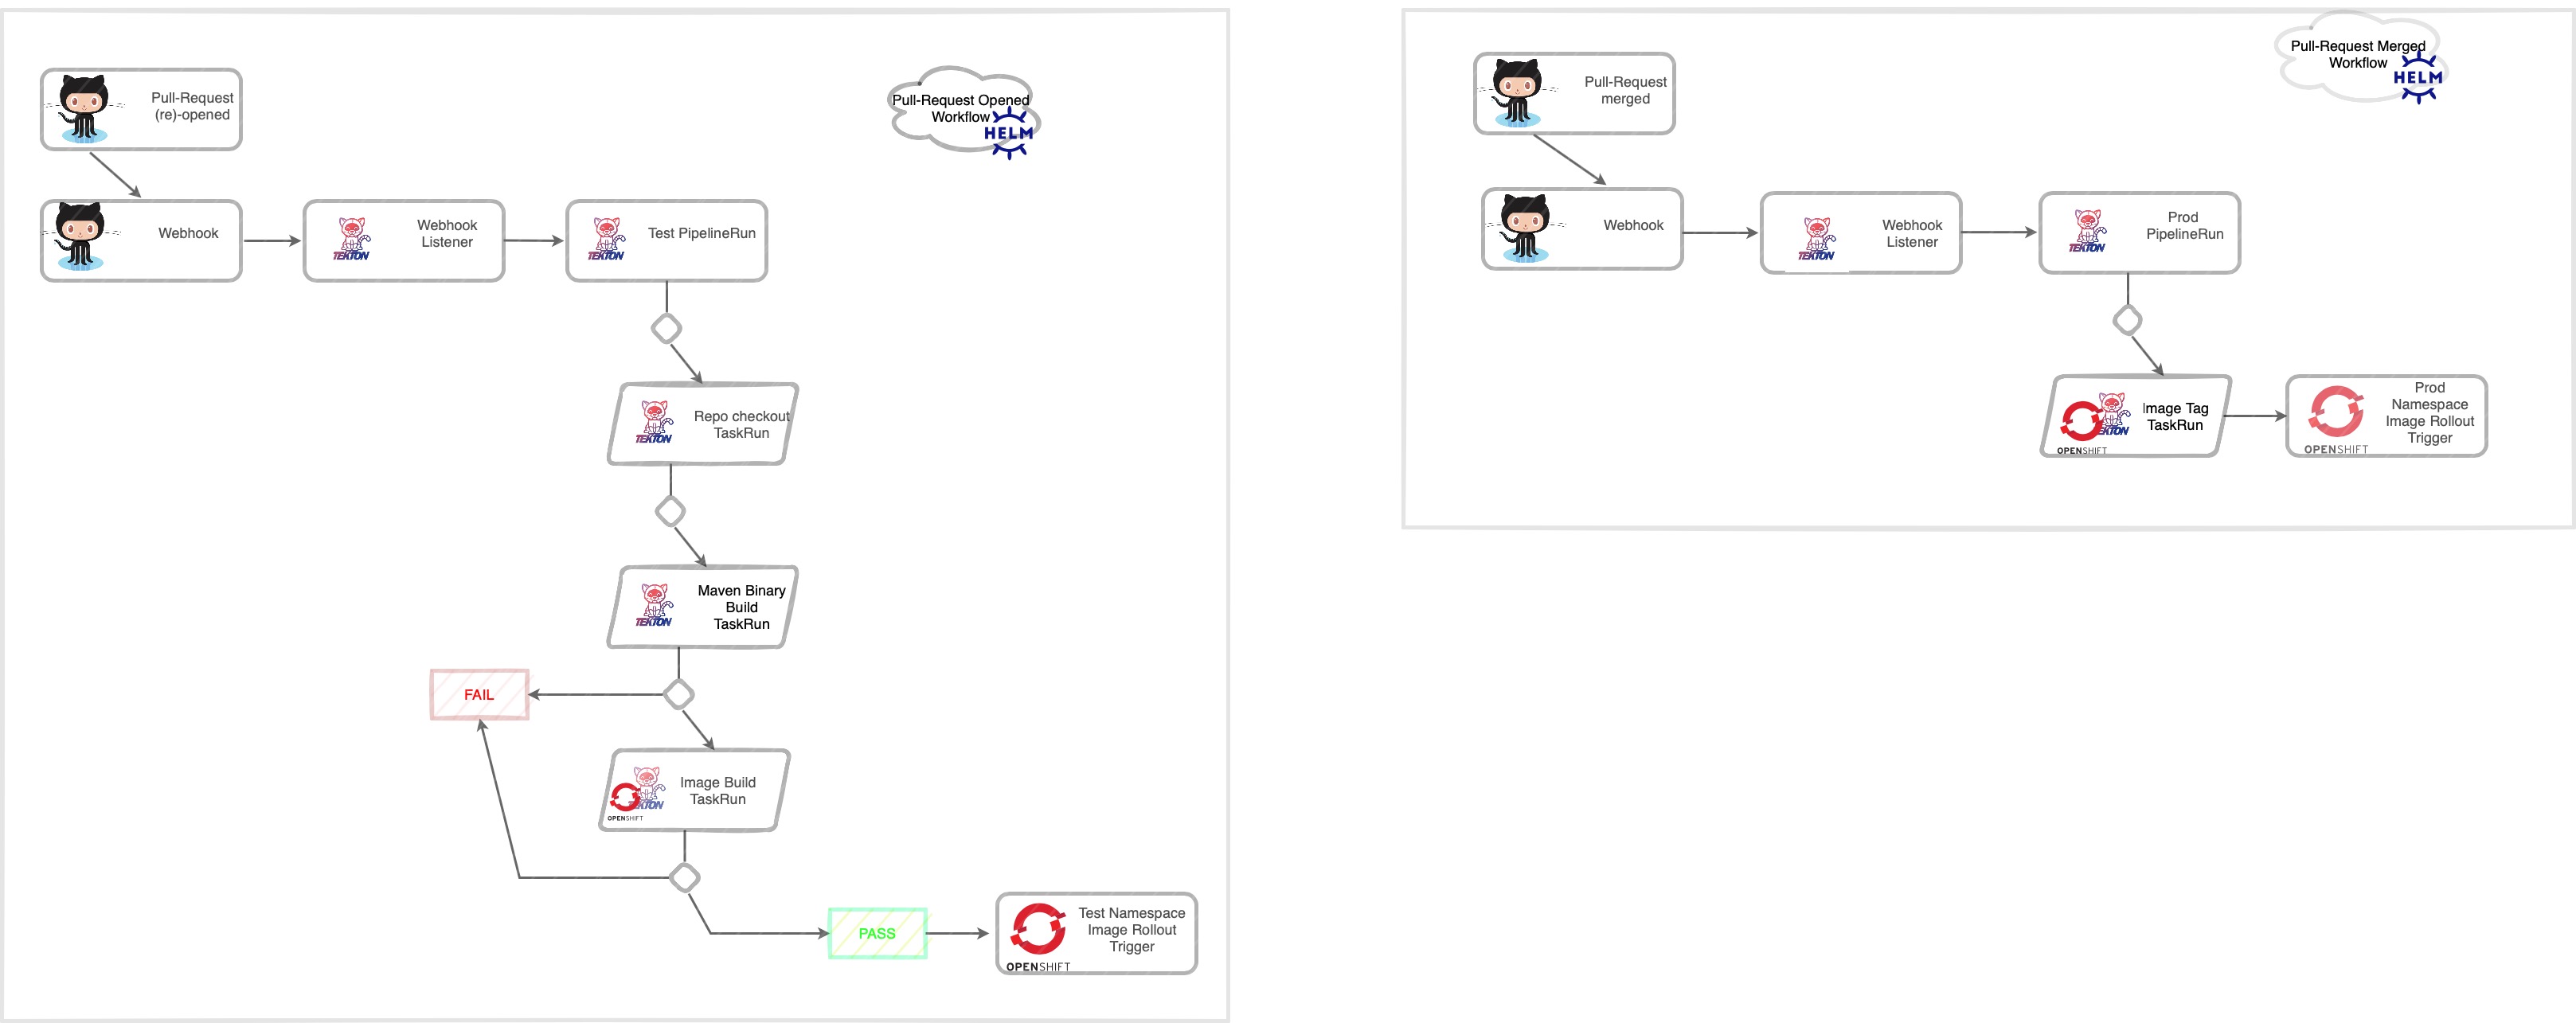 Pull-Request
(re)-opened
Pull-Request Opened
Workflow
HELM
Webhook
TEKTON
Webhook
Listener
TEKTON
Test PipelineRun
TEKTON
Repo checkout
TaskRun
TEKTON
Maven Binary
Build
TaskRun
FAIL
TEKTON
Image Build
TaskRun
OPENSHIFT
PASS
Test Namespace
Image Rollout
Trigger
OPENSHIFT
Pull-Request
merged
Pull-Request Merged
Workflow
HELM
Webhook
TEKTON
Webhook
Listener
TEKTON
Prod
PipelineRun
TEKTON
Image Tag
TaskRun
OPENSHIFT
Prod
Namespace
Image Rollout
Trigger
OPENSHIFT